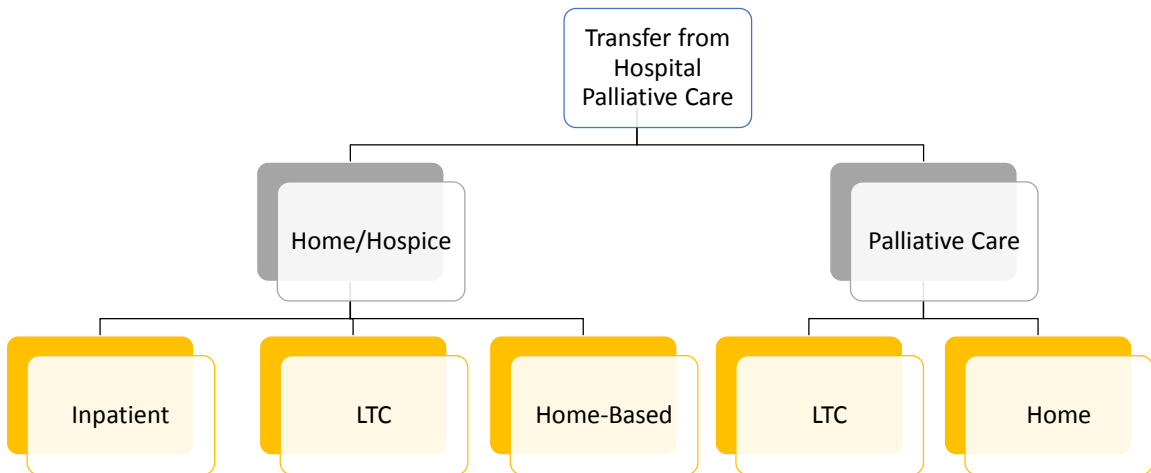 Transfer from
Hospital
Palliative Care
Home/Hospice
Palliative Care
Inpatient
LTC
Home-Based
LTC
Home